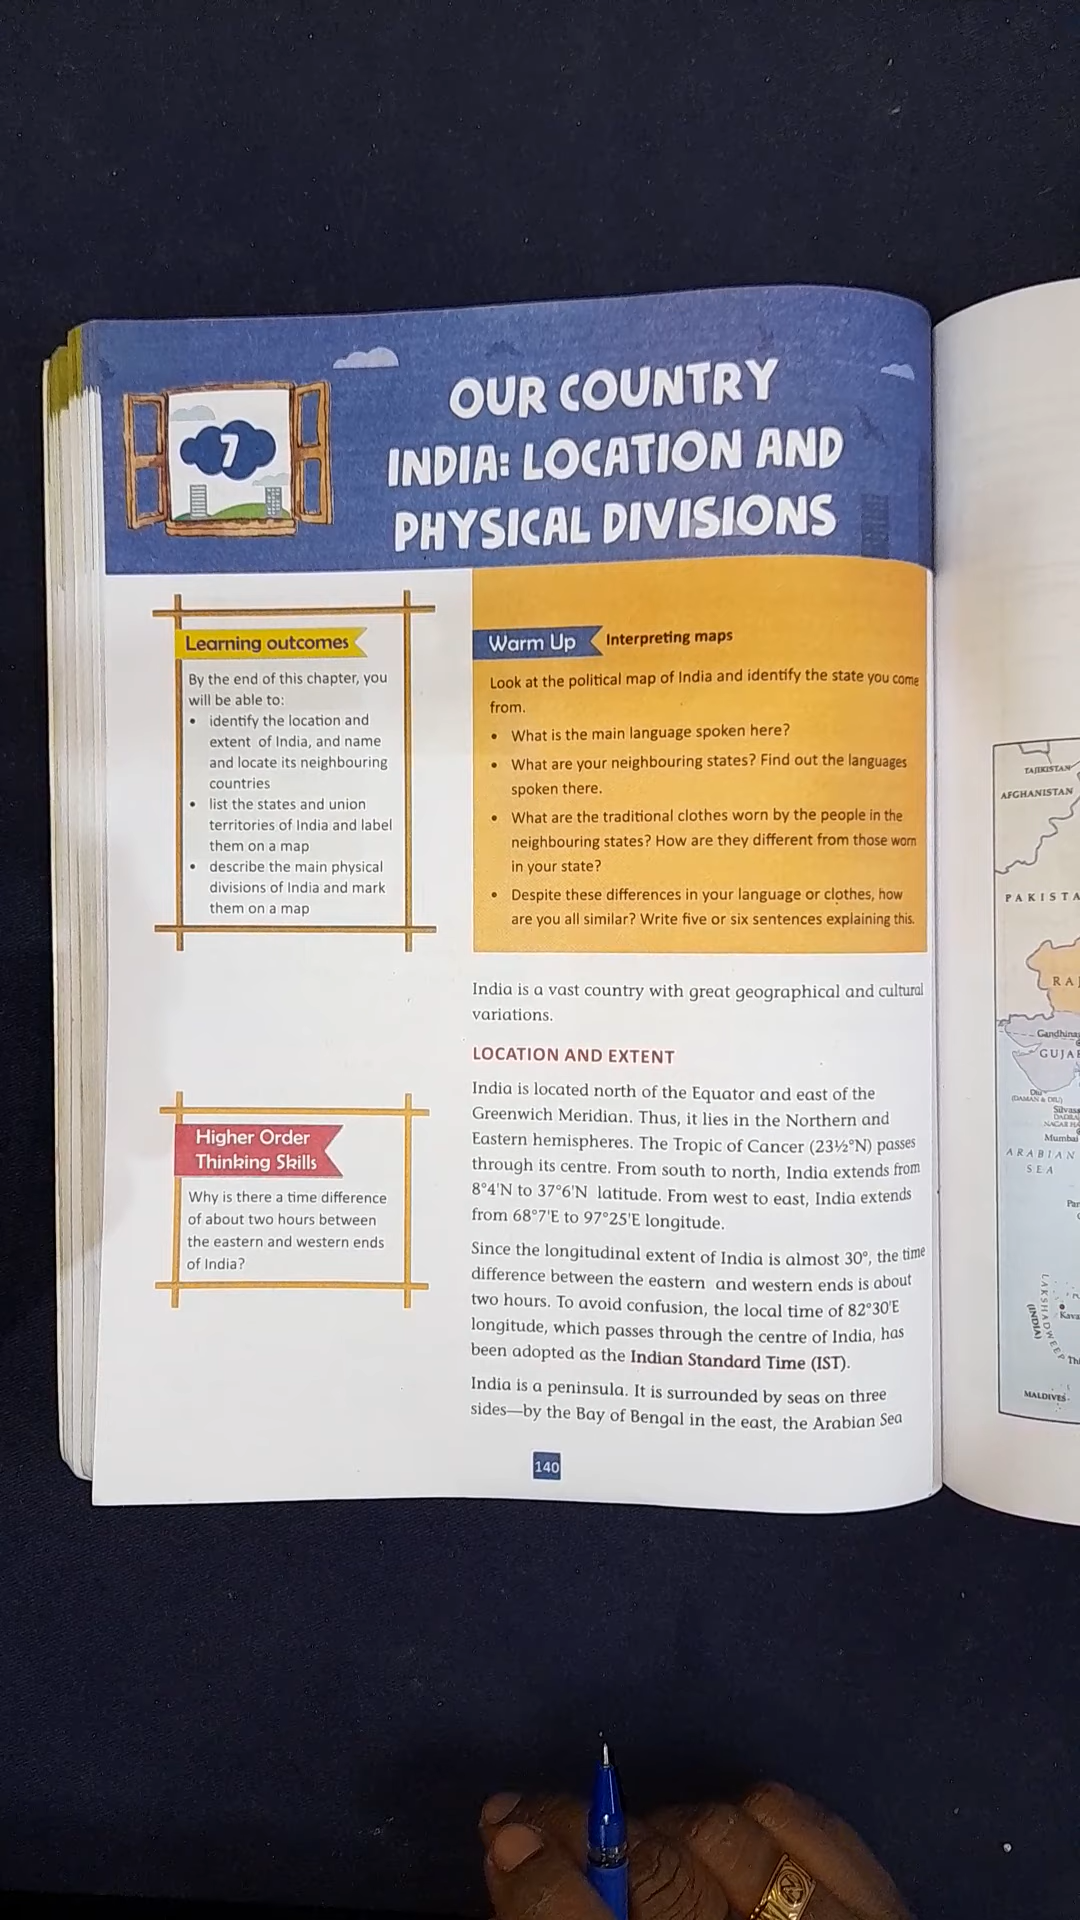 7
OUR COUNTRY
INDIA: LOCATION AND
PHYSICAL DIVISIONS
Learning outcomes
By the end of this chapter, you
will be able to:
• identify the location and
extent of India, and name
and locate its neighbouring
countries
• list the states and union
territories of India and label
them on a map
• describe the main physical
divisions of India and mark
them on a map
Warm Up
Interpreting maps
Look at the political map of India and identify the state you come
from.
• What is the main language spoken here?
• What are your neighbouring states? Find out the languages
spoken there.
• What are the traditional clothes worn by the people in the
neighbouring states? How are they different from those worn
in your state?
• Despite these differences in your language or clothes, how
are you all similar? Write five or six sentences explaining this.
India is a vast country with great geographical and cultural
variations.
LOCATION AND EXTENT
India is located north of the Equator and east of the
Greenwich Meridian. Thus, it lies in the Northern and
Eastern hemispheres. The Tropic of Cancer (23½°N) passes
through its centre. From south to north, India extends from
8°4'N to 37°6'N latitude. From west to east, India extends
from 68°7'E to 97°25'E longitude.
Higher Order
Thinking Skills
Why is there a time difference
of about two hours between
the eastern and western ends
of India?
Since the longitudinal extent of India is almost 30°, the time
difference between the eastern and western ends is about
two hours. To avoid confusion, the local time of 82°30'E
longitude, which passes through the centre of India, has
been adopted as the Indian Standard Time (IST).
India is a peninsula. It is surrounded by seas on three
sides—by the Bay of Bengal in the east, the Arabian Sea
140
TAJIKISTAN
AFGHANISTAN
PAKISTA
RAJ
Gandhina
GUJAR
Diu
(DAMAN & DIU)
Silvas
Mumbai
ARABIAN
SEA
LAKSHADWEEP
(INDIA)
Kava
MALDIVES